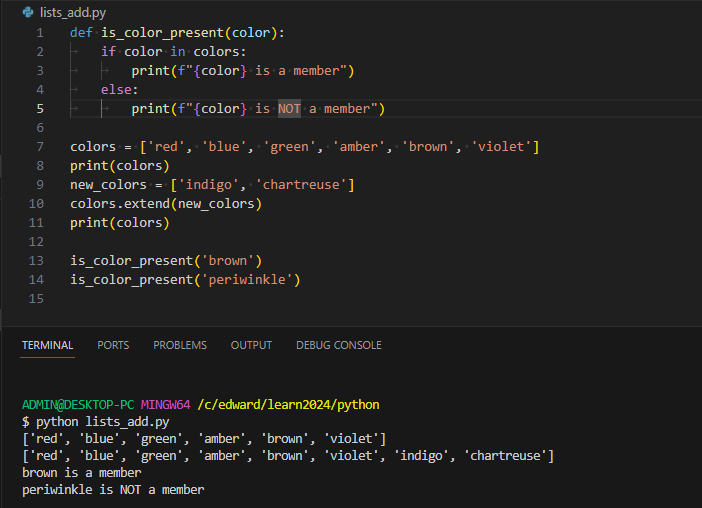 lists_add.py
1 def is_color_present(color):
2 if color in colors:
3 print(f"{color} is a member")
4 else:
5 print(f"{color} is NOT a member")
6
7 colors = ['red', 'blue', 'green', 'amber', 'brown', 'violet']
8 print(colors)
9 new_colors = ['indigo', 'chartreuse']
10 colors.extend(new_colors)
11 print(colors)
12
13 is_color_present('brown')
14 is_color_present('periwinkle')
15
TERMINAL PORTS PROBLEMS OUTPUT DEBUG CONSOLE
ADMIN@DESKTOP-PC MINGW64 /c/edward/learn2024/python
$ python lists_add.py
['red', 'blue', 'green', 'amber', 'brown', 'violet']
['red', 'blue', 'green', 'amber', 'brown', 'violet', 'indigo', 'chartreuse']
brown is a member
periwinkle is NOT a member